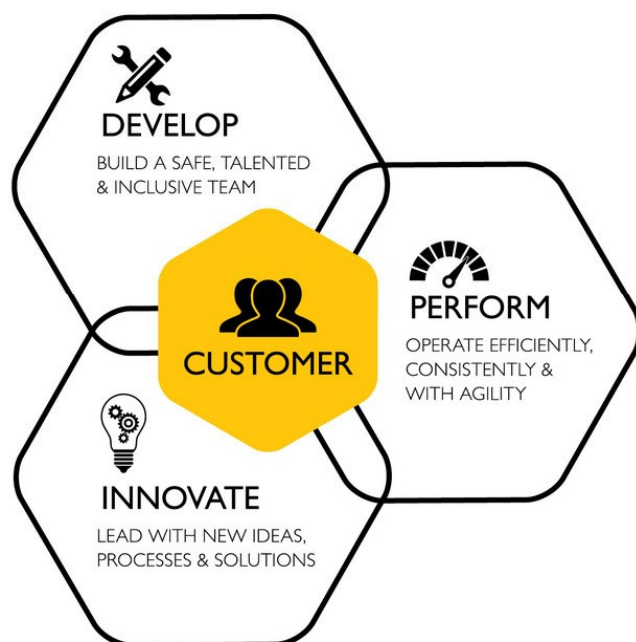 DEVELOP
BUILD A SAFE, TALENTED
& INCLUSIVE TEAM
CUSTOMER
PERFORM
OPERATE EFFICIENTLY,
CONSISTENTLY &
WITH AGILITY
INNOVATE
LEAD WITH NEW IDEAS,
PROCESSES & SOLUTIONS